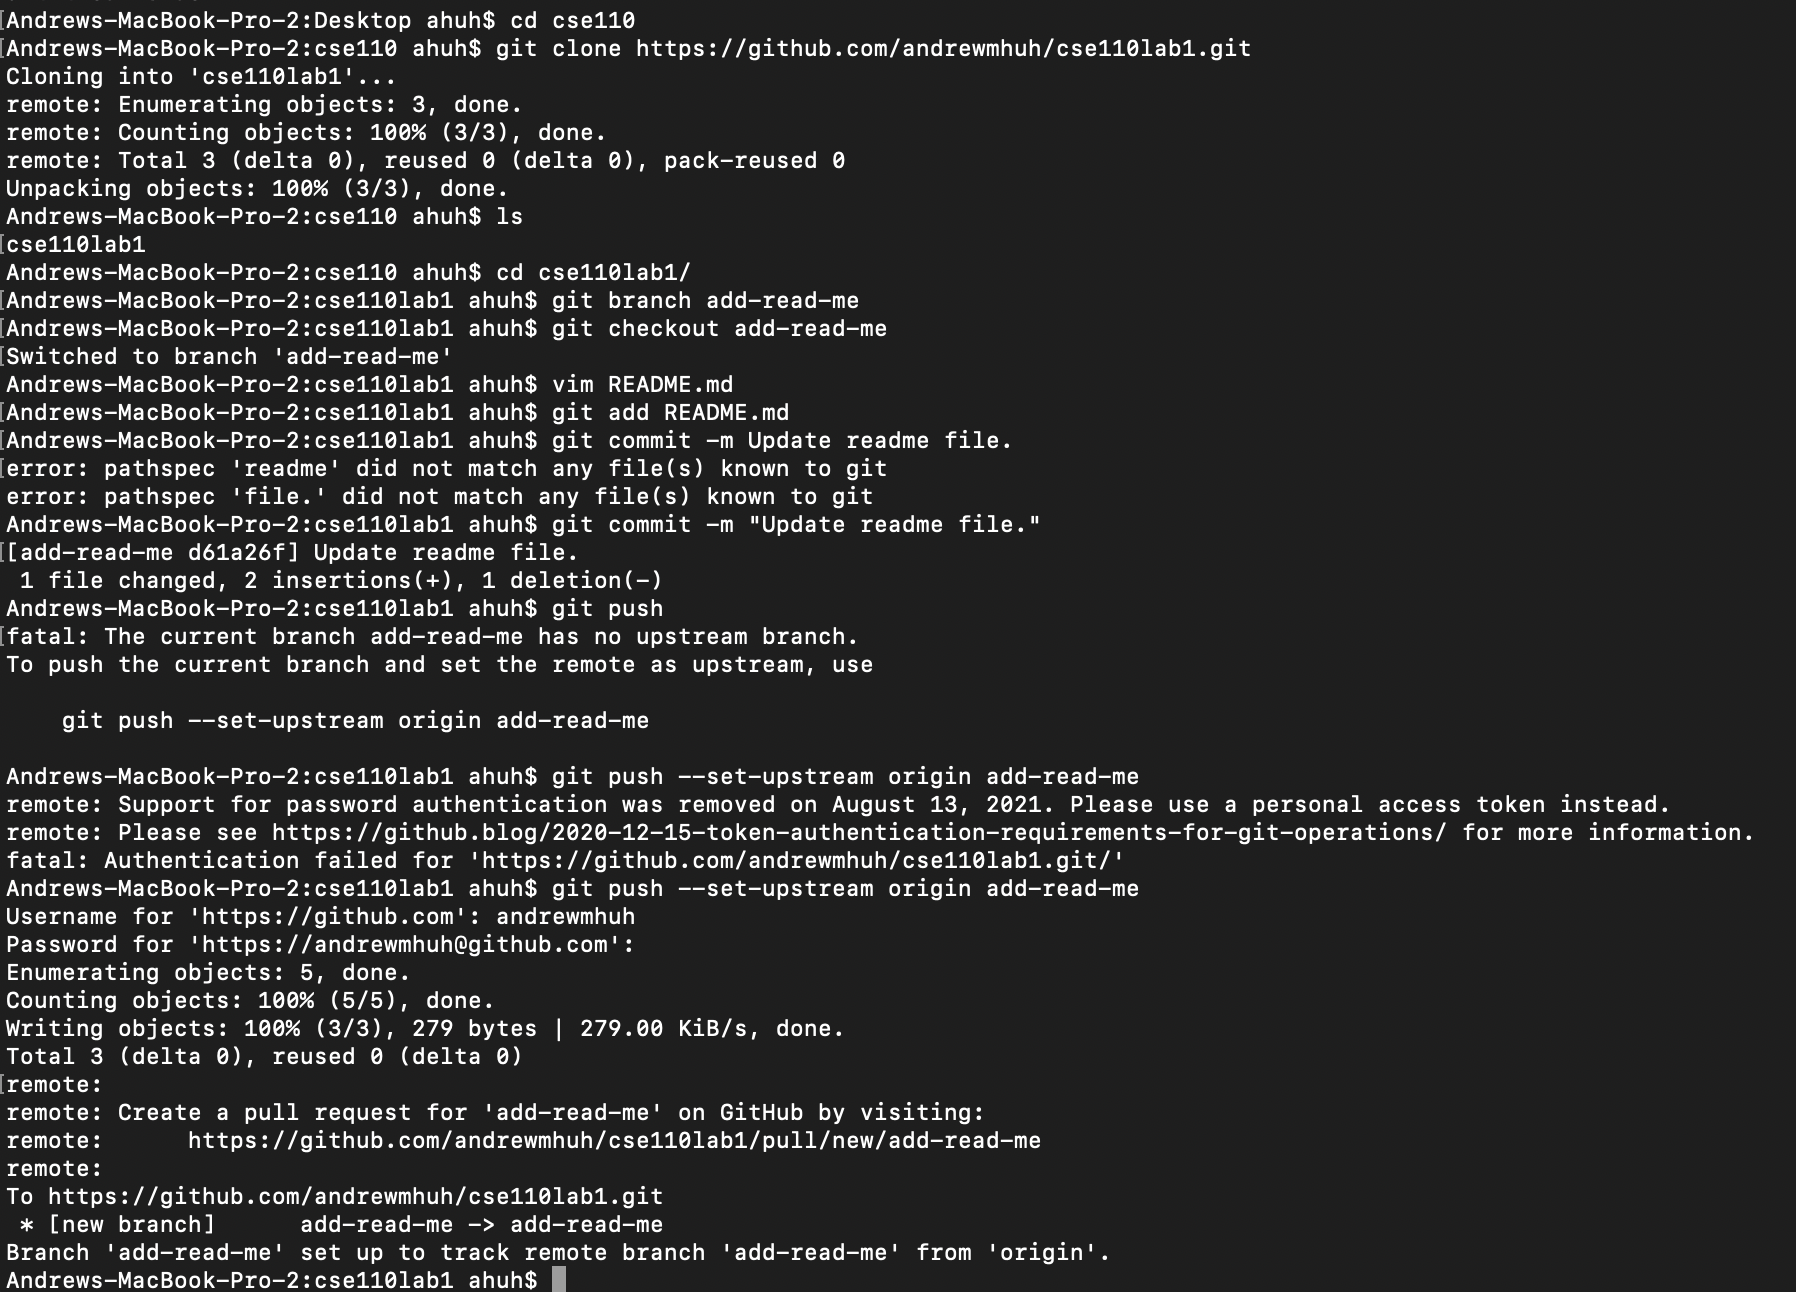 [Andrews-MacBook-Pro-2:Desktop ahuh$ cd cse110
[Andrews-MacBook-Pro-2:cse110 ahuh$ git clone https://github.com/andrewmhuh/cse110lab1.git
Cloning into 'cse110lab1'...
remote: Enumerating objects: 3, done.
remote: Counting objects: 100% (3/3), done.
remote: Total 3 (delta 0), reused 0 (delta 0), pack-reused 0
Unpacking objects: 100% (3/3), done.
Andrews-MacBook-Pro-2:cse110 ahuh$ ls
[cse110lab1
Andrews-MacBook-Pro-2:cse110 ahuh$ cd cse110lab1/
[Andrews-MacBook-Pro-2:cse110lab1 ahuh$ git branch add-read-me
[Andrews-MacBook-Pro-2:cse110lab1 ahuh$ git checkout add-read-me
[Switched to branch 'add-read-me'
Andrews-MacBook-Pro-2:cse110lab1 ahuh$ vim README.md
[Andrews-MacBook-Pro-2:cse110lab1 ahuh$ git add README.md
[Andrews-MacBook-Pro-2:cse110lab1 ahuh$ git commit -m Update readme file.
[error: pathspec 'readme' did not match any file(s) known to git
error: pathspec 'file.' did not match any file(s) known to git
Andrews-MacBook-Pro-2:cse110lab1 ahuh$ git commit -m "Update readme file."
[[add-read-me d61a26f] Update readme file.
 1 file changed, 2 insertions(+), 1 deletion(-)
Andrews-MacBook-Pro-2:cse110lab1 ahuh$ git push
[fatal: The current branch add-read-me has no upstream branch.
To push the current branch and set the remote as upstream, use
    git push --set-upstream origin add-read-me
Andrews-MacBook-Pro-2:cse110lab1 ahuh$ git push --set-upstream origin add-read-me
remote: Support for password authentication was removed on August 13, 2021. Please use a personal access token instead.
remote: Please see https://github.blog/2020-12-15-token-authentication-requirements-for-git-operations/ for more information.
fatal: Authentication failed for 'https://github.com/andrewmhuh/cse110lab1.git/'
Andrews-MacBook-Pro-2:cse110lab1 ahuh$ git push --set-upstream origin add-read-me
Username for 'https://github.com': andrewmhuh
Password for 'https://andrewmhuh@github.com':
Enumerating objects: 5, done.
Counting objects: 100% (5/5), done.
Writing objects: 100% (3/3), 279 bytes | 279.00 KiB/s, done.
Total 3 (delta 0), reused 0 (delta 0)
[remote:
remote: Create a pull request for 'add-read-me' on GitHub by visiting:
remote:      https://github.com/andrewmhuh/cse110lab1/pull/new/add-read-me
remote:
To https://github.com/andrewmhuh/cse110lab1.git
 * [new branch]      add-read-me -> add-read-me
Branch 'add-read-me' set up to track remote branch 'add-read-me' from 'origin'.
Andrews-MacBook-Pro-2:cse110lab1 ahuh$